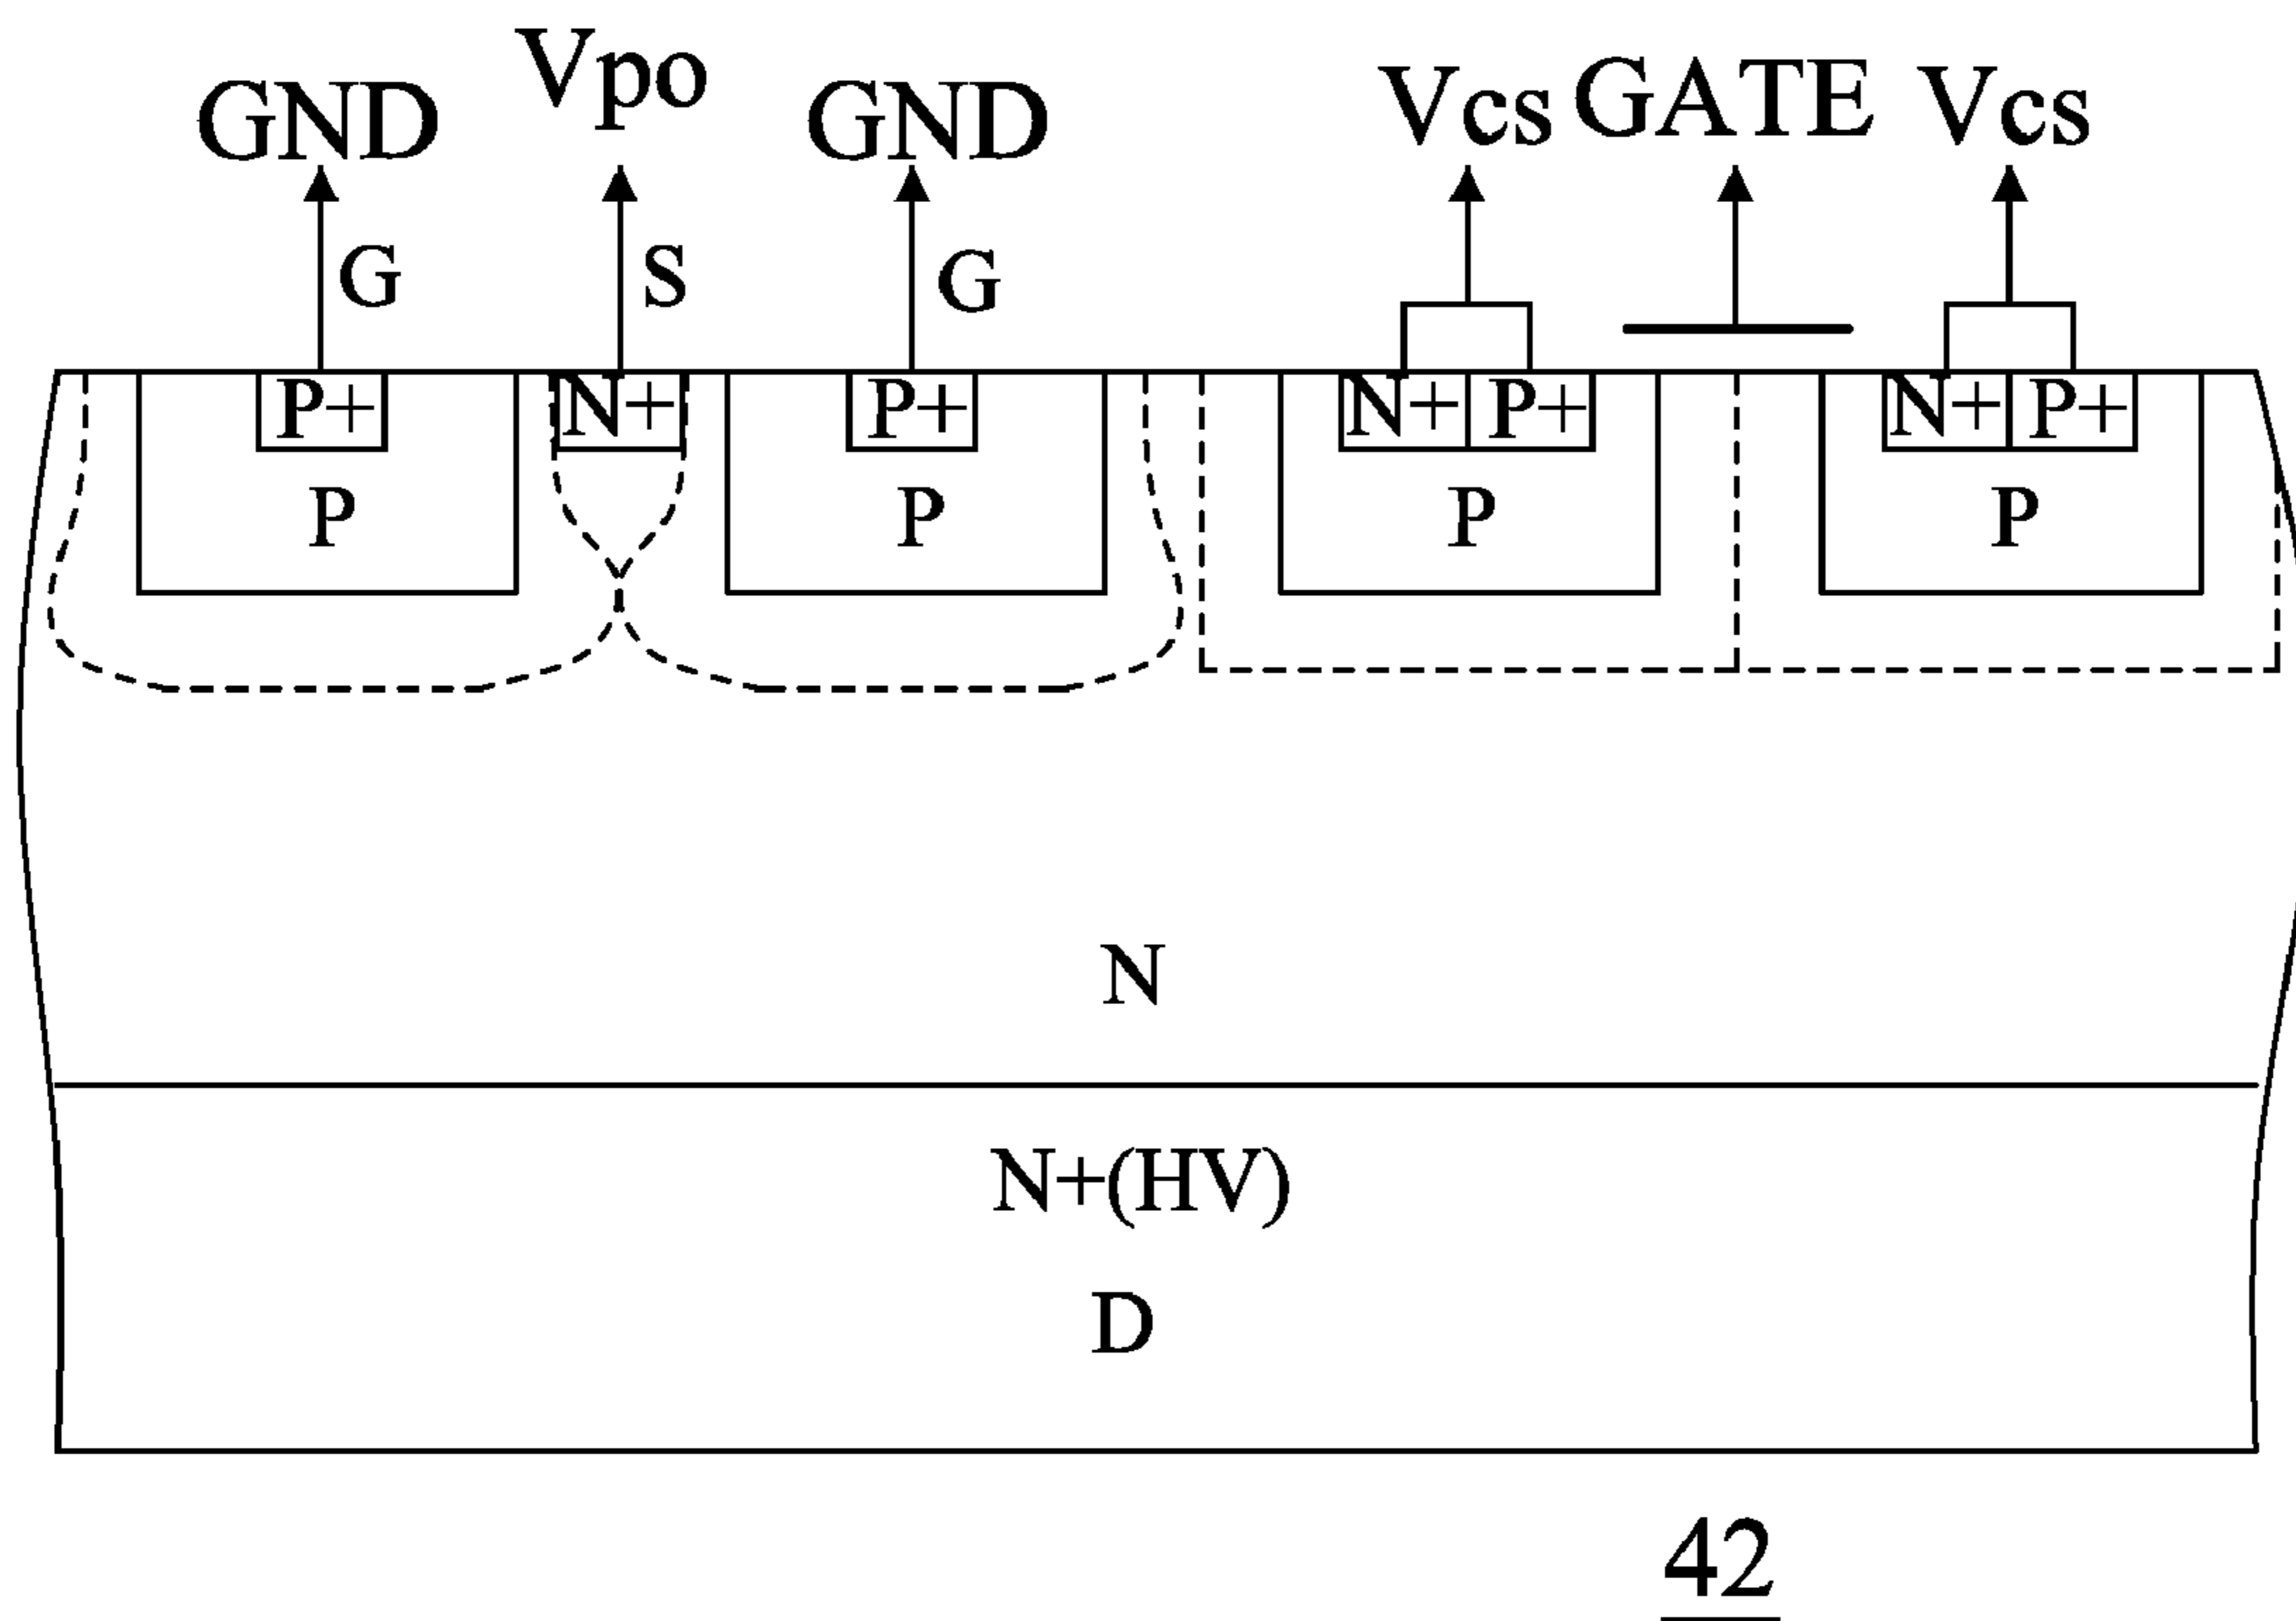 GND Vpo GND Vcs GATE Vcs
G S G
P+ N+ P+ N+ P+ N+ P+
P P P P
N
N+(HV)
D
42